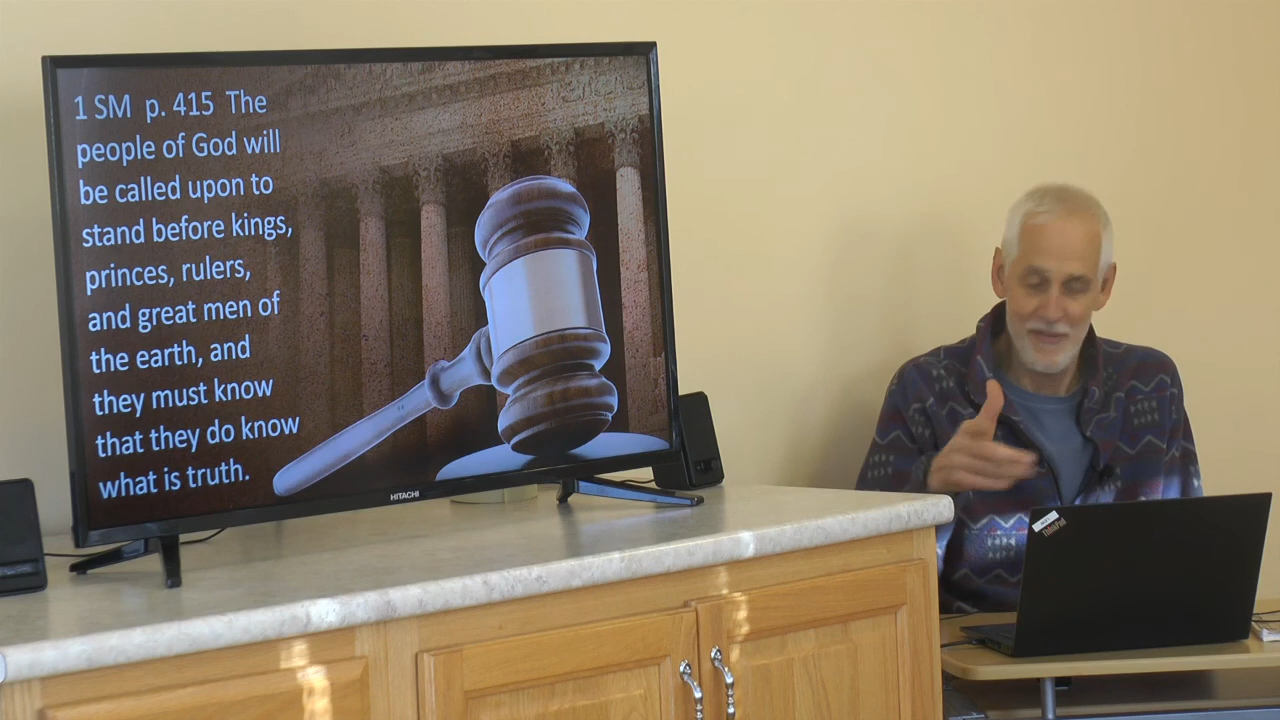 1 SM p. 415 The
people of God will
be called upon to
stand before kings,
princes, rulers,
and great men of
the earth, and
they must know
that they do know
what is truth.
HITACHI
ThinkPad